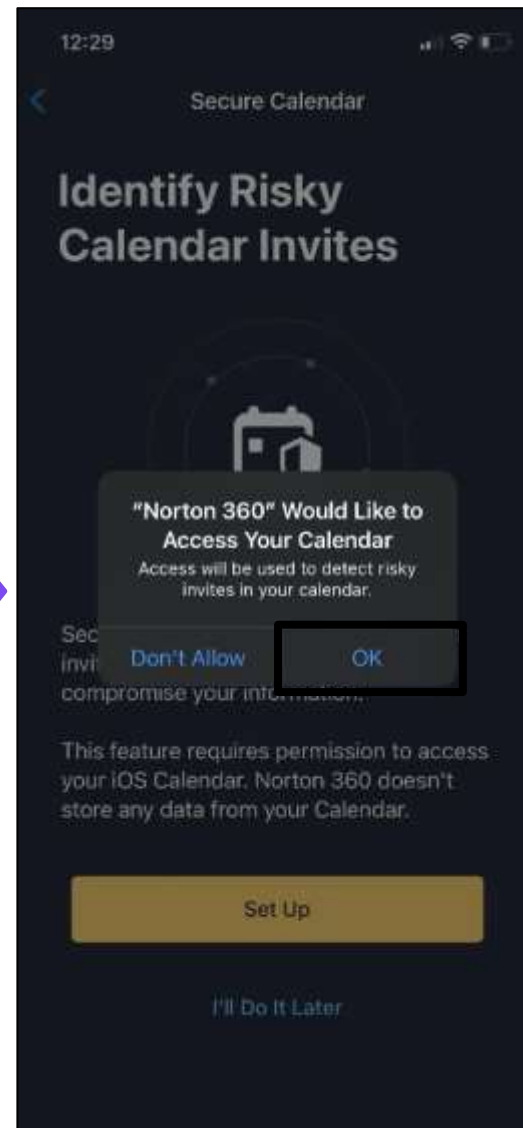 12:29
Secure Calendar
Identify Risky
Calendar Invites
"Norton 360" Would Like to
Access Your Calendar
Access will be used to detect risky
invites in your calendar.
Don't Allow
OK
compromise your information.
This feature requires permission to access
your iOS Calendar. Norton 360 doesn't
store any data from your Calendar.
Set Up
I'll Do It Later